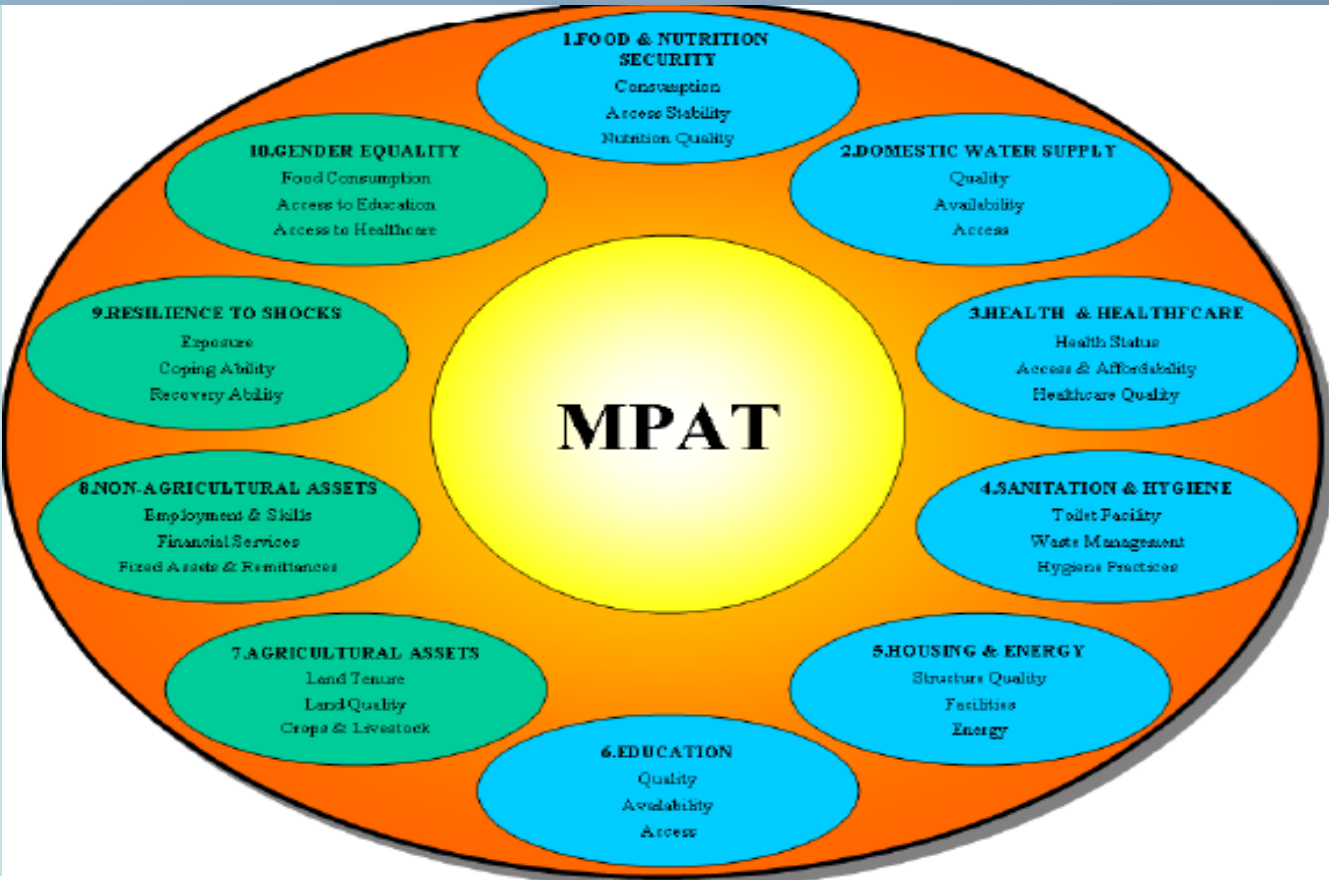 1.FOOD & NUTRITION
SECURITY
Consumption
Access Stability
Nutrition Quality
2.DOMESTIC WATER SUPPLY
Quality
Availability
Access
3.HEALTH & HEALTHFCARE
Health Status
Access & Affordability
Healthcare Quality
4.SANITATION & HYGIENE
Toilet Facility
Waste Management
Hygiene Practices
5.HOUSING & ENERGY
Structure Quality
Facilities
Energy
6.EDUCATION
Quality
Availability
Access
7.AGRICULTURAL ASSETS
Land Tenure
Land Quality
Crops & Livestock
8.NON-AGRICULTURAL ASSETS
Employment & Skills
Financial Services
Fixed Assets & Remittances
9.RESILIENCE TO SHOCKS
Exposure
Coping Ability
Recovery Ability
10.GENDER EQUALITY
Food Consumption
Access to Education
Access to Healthcare
MPAT